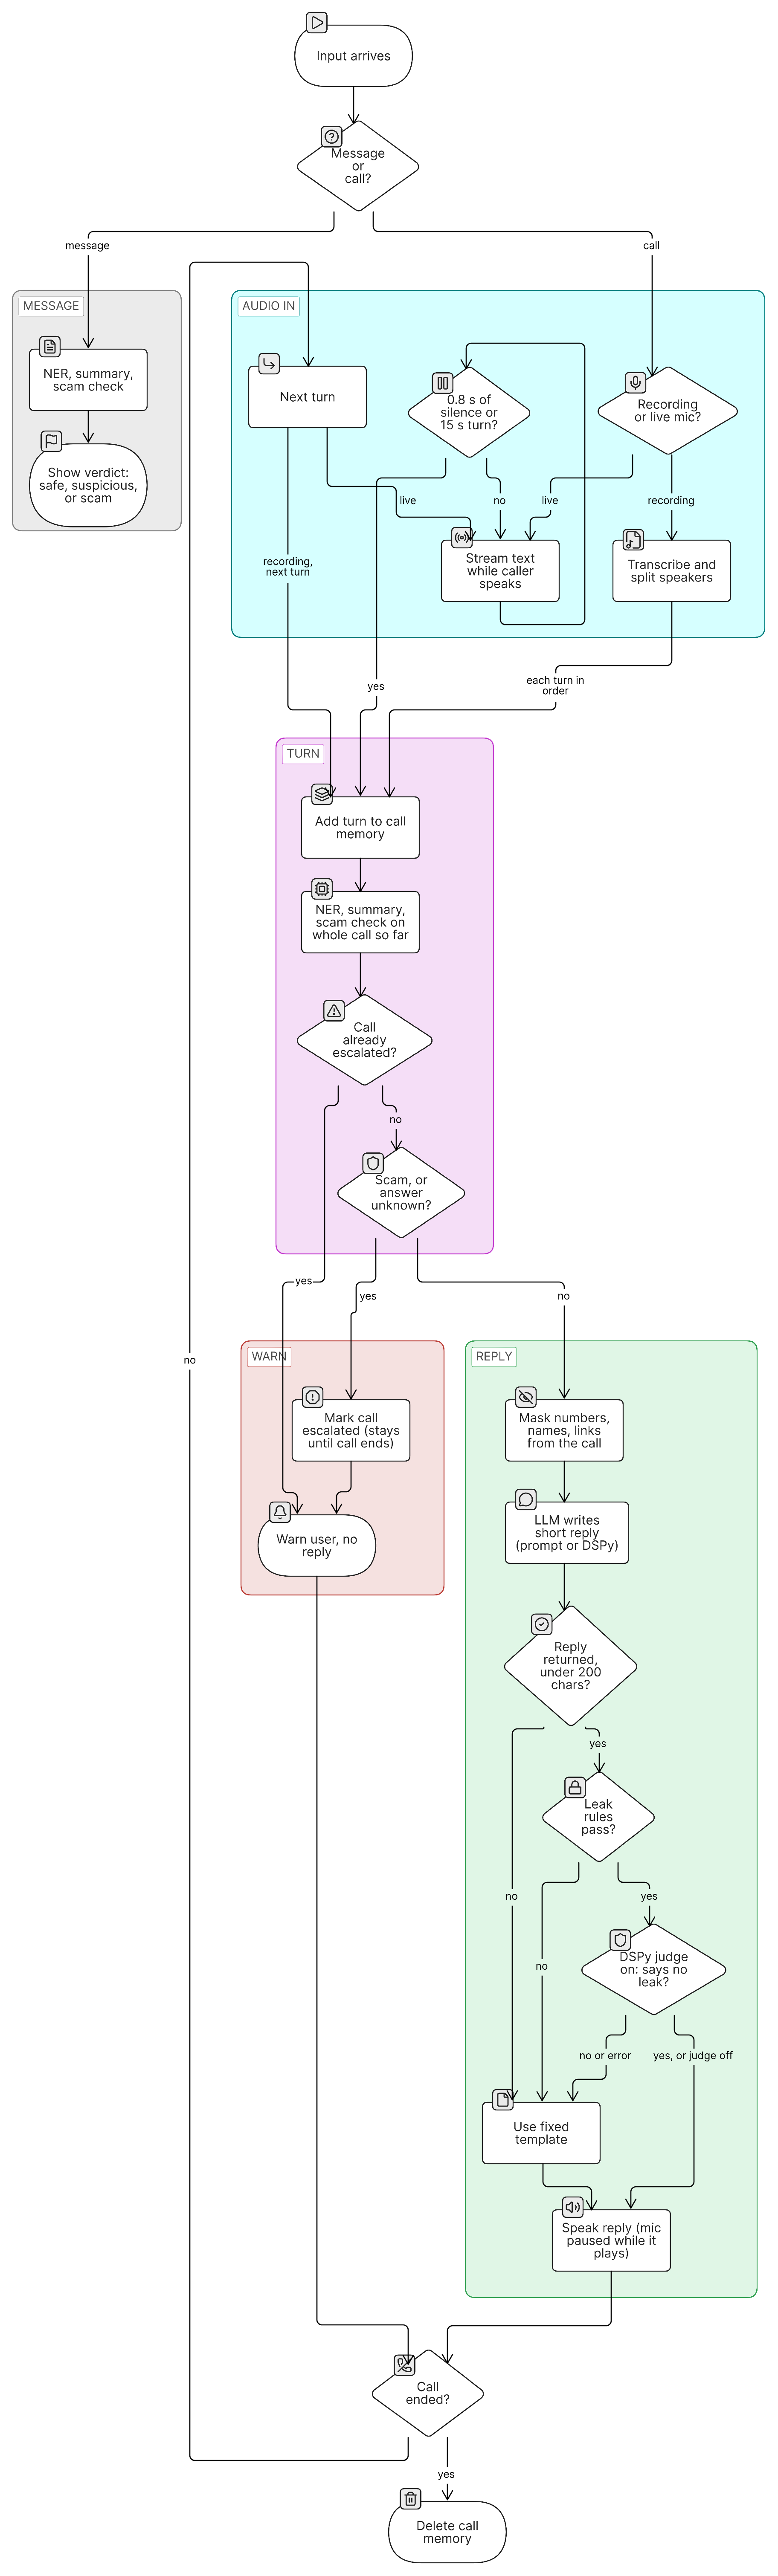 Input arrives
Message
or
call?
message
call
MESSAGE
NER, summary,
scam check
Show verdict:
safe, suspicious,
or scam
AUDIO IN
Next turn
0.8 s of
silence or
15 s turn?
Recording
or live mic?
live
no
live
recording
recording,
next turn
Stream text
while caller
speaks
Transcribe and
split speakers
yes
each turn in
order
TURN
Add turn to call
memory
NER, summary,
scam check on
whole call so far
Call
already
escalated?
no
Scam, or
answer
unknown?
yes
yes
no
no
WARN
Mark call
escalated (stays
until call ends)
Warn user, no
reply
REPLY
Mask numbers,
names, links
from the call
LLM writes
short reply
(prompt or DSPy)
Reply
returned,
under 200
chars?
yes
Leak
rules
pass?
no
yes
no
DSPy judge
on: says no
leak?
no or error
yes, or judge off
Use fixed
template
Speak reply (mic
paused while it
plays)
Call
ended?
yes
Delete call
memory